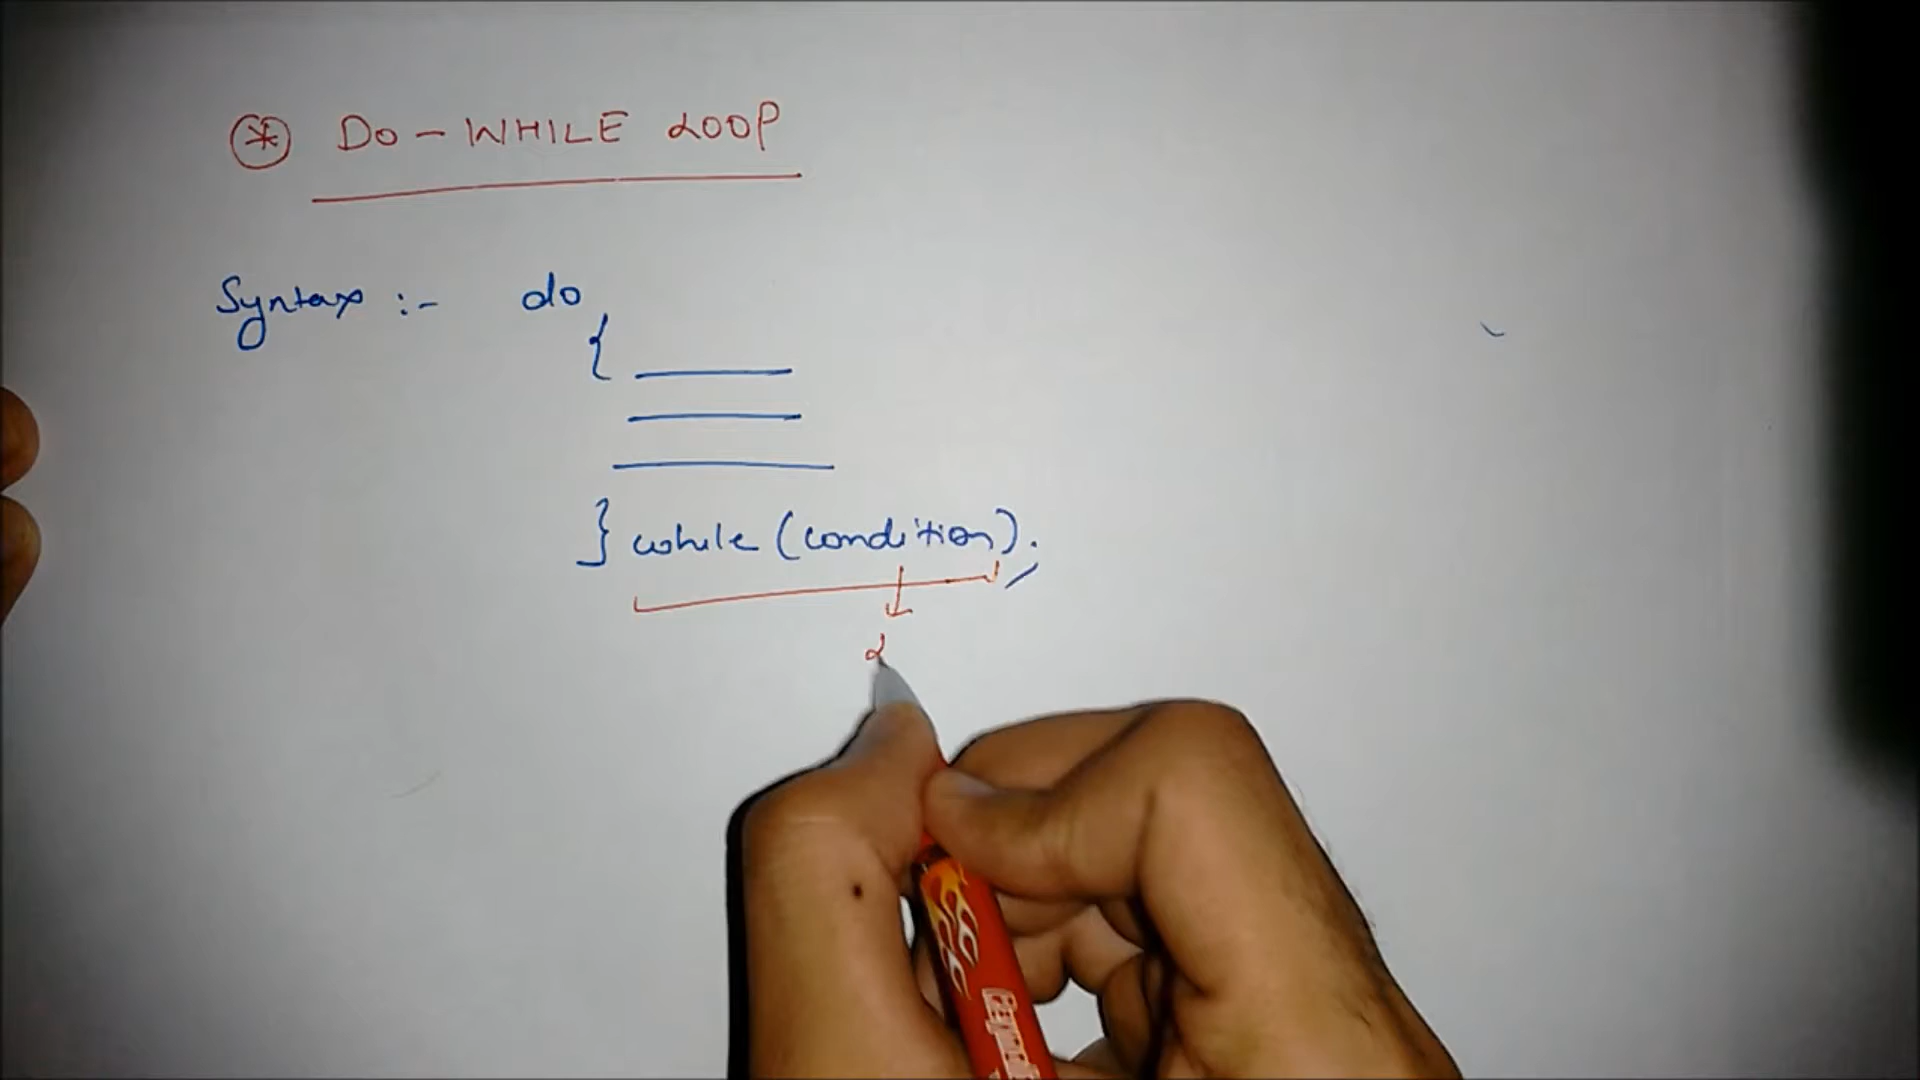 * DO - WHILE LOOP
Syntax :- do
{
} while (condition).